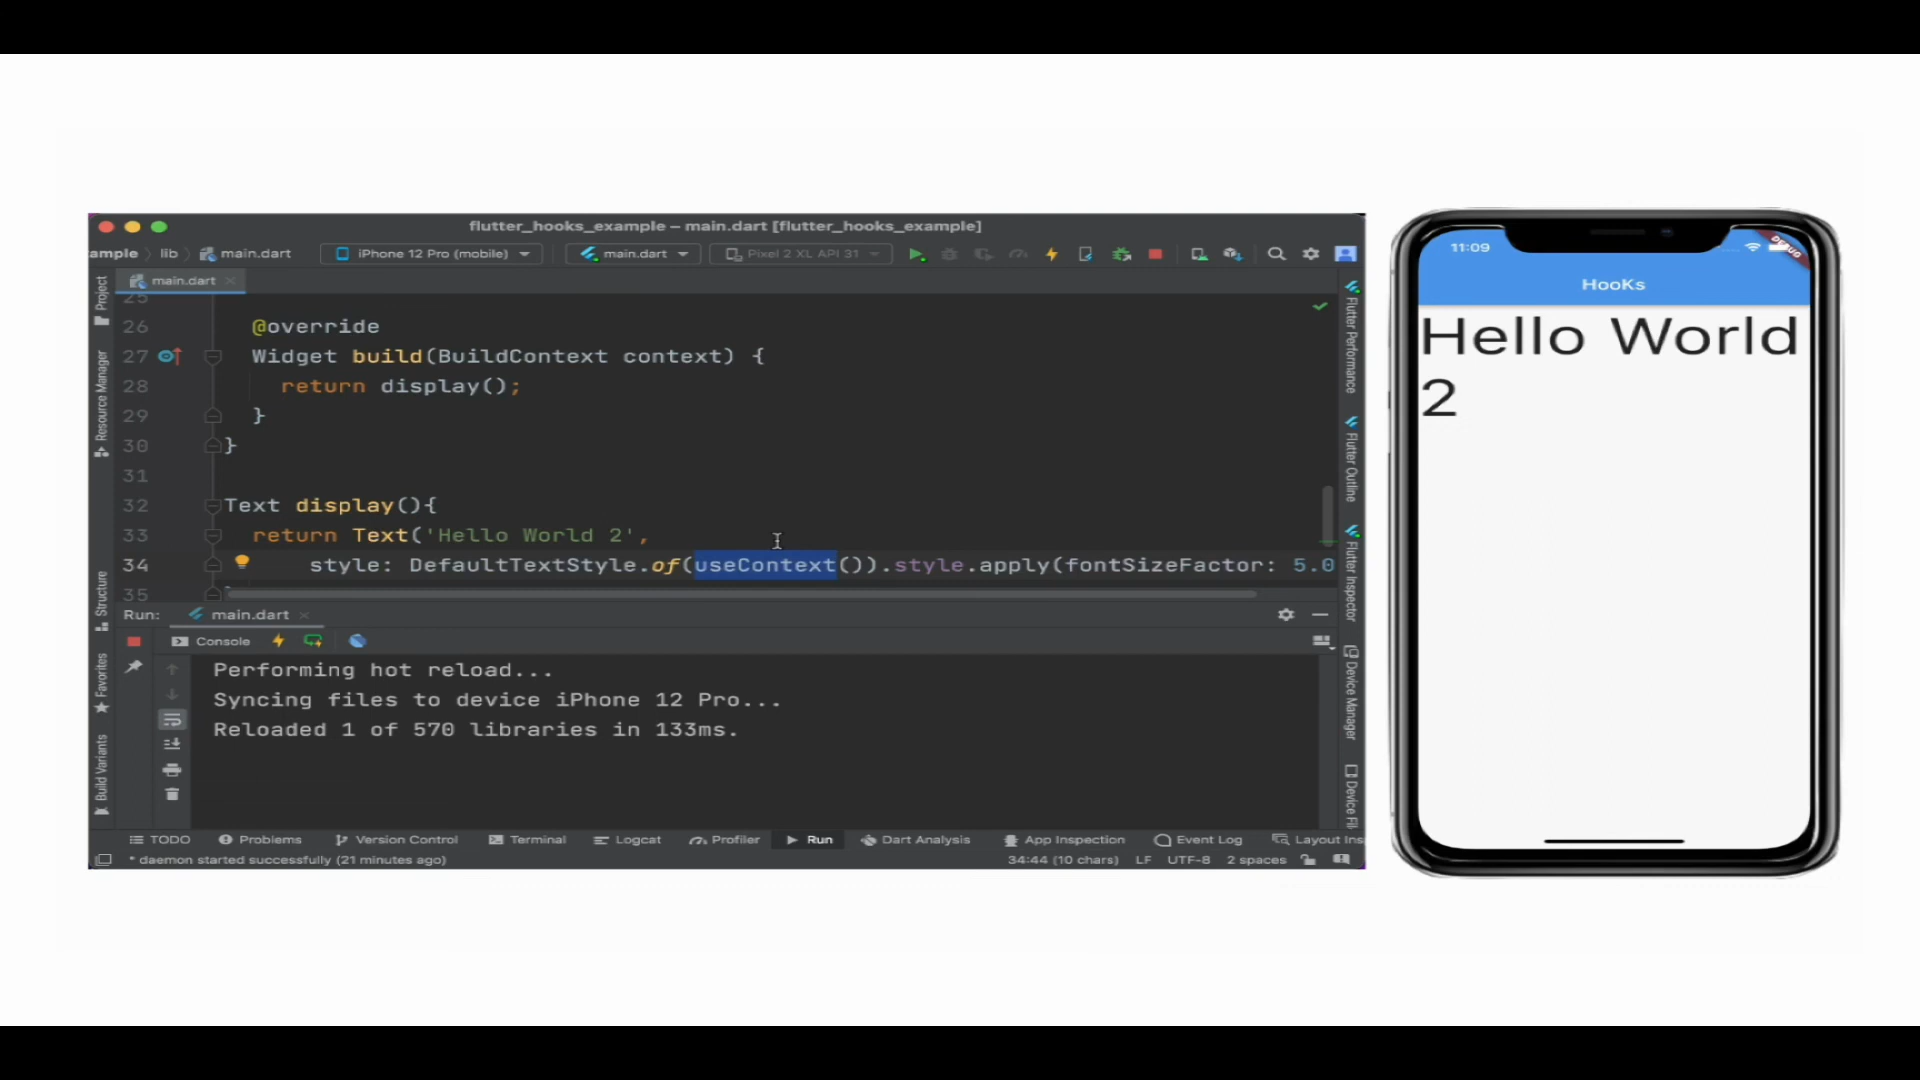 flutter_hooks_example – main.dart [flutter_hooks_example]
ample lib main.dart iPhone 12 Pro (mobile) main.dart Pixel 2 XL API 31
main.dart
25
26 @override
27 Widget build(BuildContext context) {
28 return display();
29 }
30 }
31
32 Text display(){
33 return Text('Hello World 2',
34 style: DefaultTextStyle.of(useContext()).style.apply(fontSizeFactor: 5.0
35
Project
Resource Manager
Structure
Favorites
Build Variants
Flutter Performance
Flutter Outline
Flutter Inspector
Device Manager
Device Fil
Run: main.dart
Console
Performing hot reload...
Syncing files to device iPhone 12 Pro...
Reloaded 1 of 570 libraries in 133ms.
TODO Problems Version Control Terminal Logcat Profiler Run Dart Analysis App Inspection Event Log Layout Ins
* daemon started successfully (21 minutes ago) 34:44 (10 chars) LF UTF-8 2 spaces
11:09
DEBUG
HooKs
Hello World
2